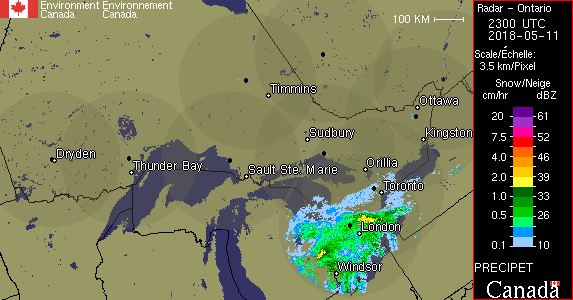 Environment Environnement
Canada Canada
100 KM
Timmins
Ottawa
Sudbury
Kingston
Dryden
Thunder Bay
Sault Ste. Marie
Orillia
Toronto
London
Windsor
Radar - Ontario
2300 UTC
2018-05-11
Scale/Échelle:
3.5 km/Pixel
Snow/Neige
cm/hr dBZ
20 61
7.5 52
4.0 46
2.0 39
1.0 33
0.5 26
0.1 10
PRECIPET
Canada